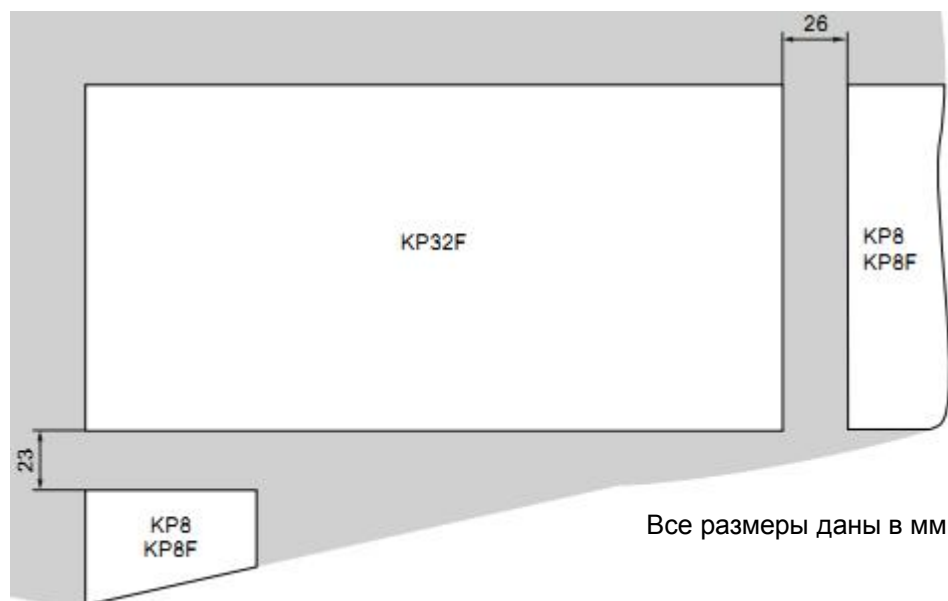 26
KP32F
KP8
KP8F
23
KP8
KP8F
Все размеры даны в мм